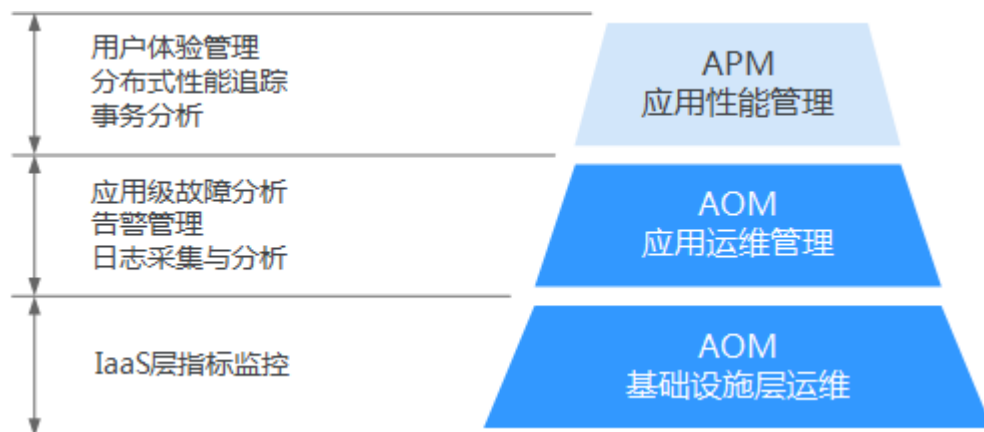 用户体验管理
分布式性能追踪
事务分析
APM
应用性能管理
应用级故障分析
告警管理
日志采集与分析
AOM
应用运维管理
IaaS层指标监控
AOM
基础设施层运维